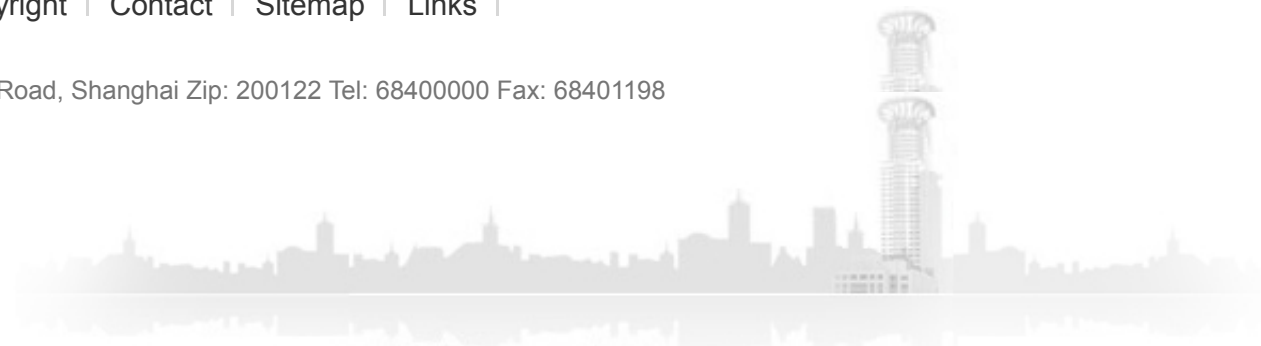 yright | Contact | Sitemap | Links |
Road, Shanghai Zip: 200122 Tel: 68400000 Fax: 68401198